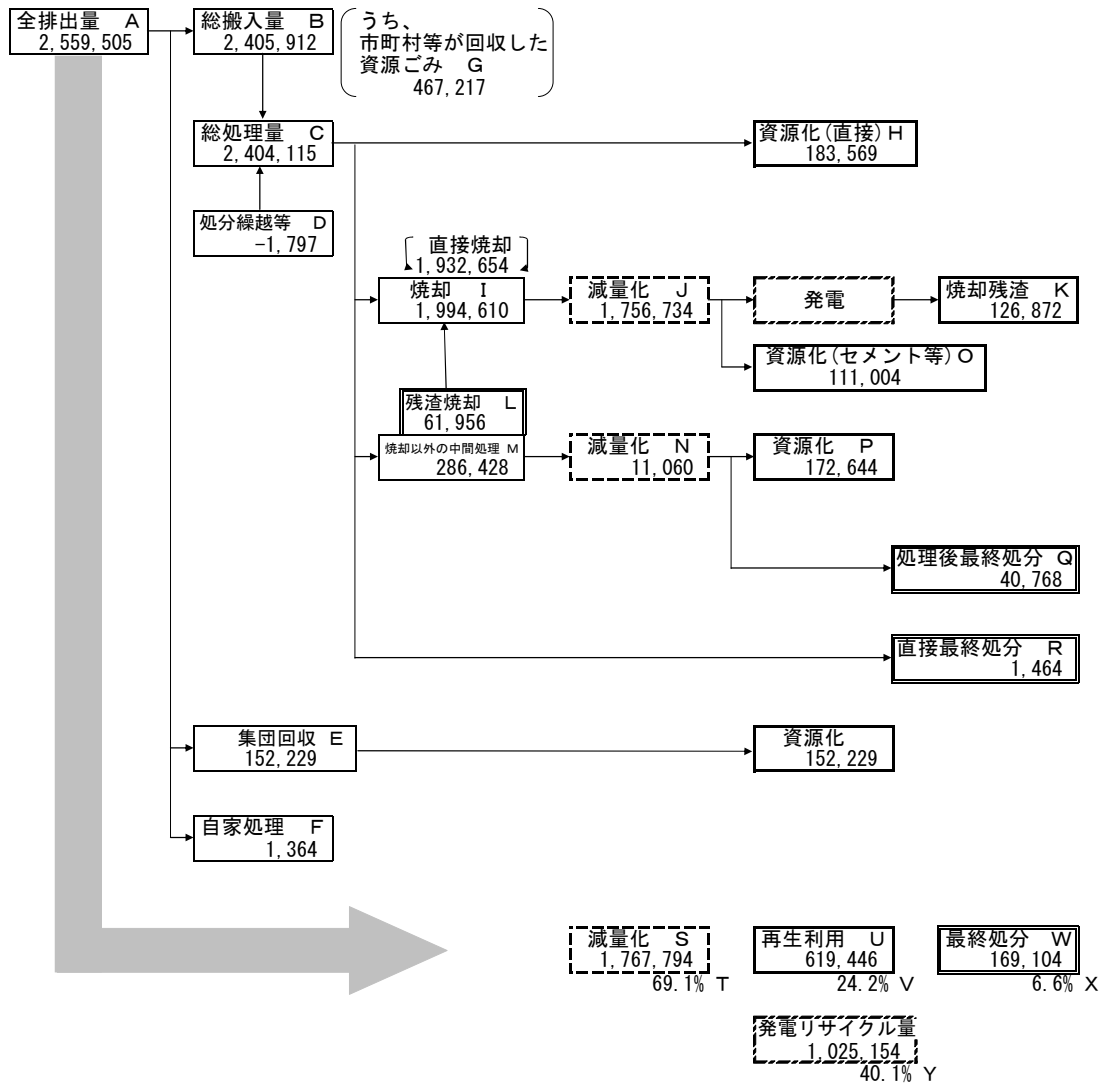 全排出量　A
2,559,505
総搬入量　B
2,405,912
うち、
市町村等が回収した
資源ごみ　G
467,217
総処理量　C
2,404,115
資源化(直接)H
183,569
処分繰越等　D
-1,797
直接焼却
1,932,654
焼却　I
1,994,610
減量化　J
1,756,734
発電
焼却残渣　K
126,872
資源化(セメント等)O
111,004
残渣焼却　L
61,956
焼却以外の中間処理 M
286,428
減量化　N
11,060
資源化　P
172,644
処理後最終処分 Q
40,768
直接最終処分　R
1,464
集団回収 E
152,229
資源化
152,229
自家処理　F
1,364
減量化　S
1,767,794
69.1% T
再生利用　U
619,446
24.2% V
最終処分　W
169,104
6.6% X
発電リサイクル量
1,025,154
40.1% Y